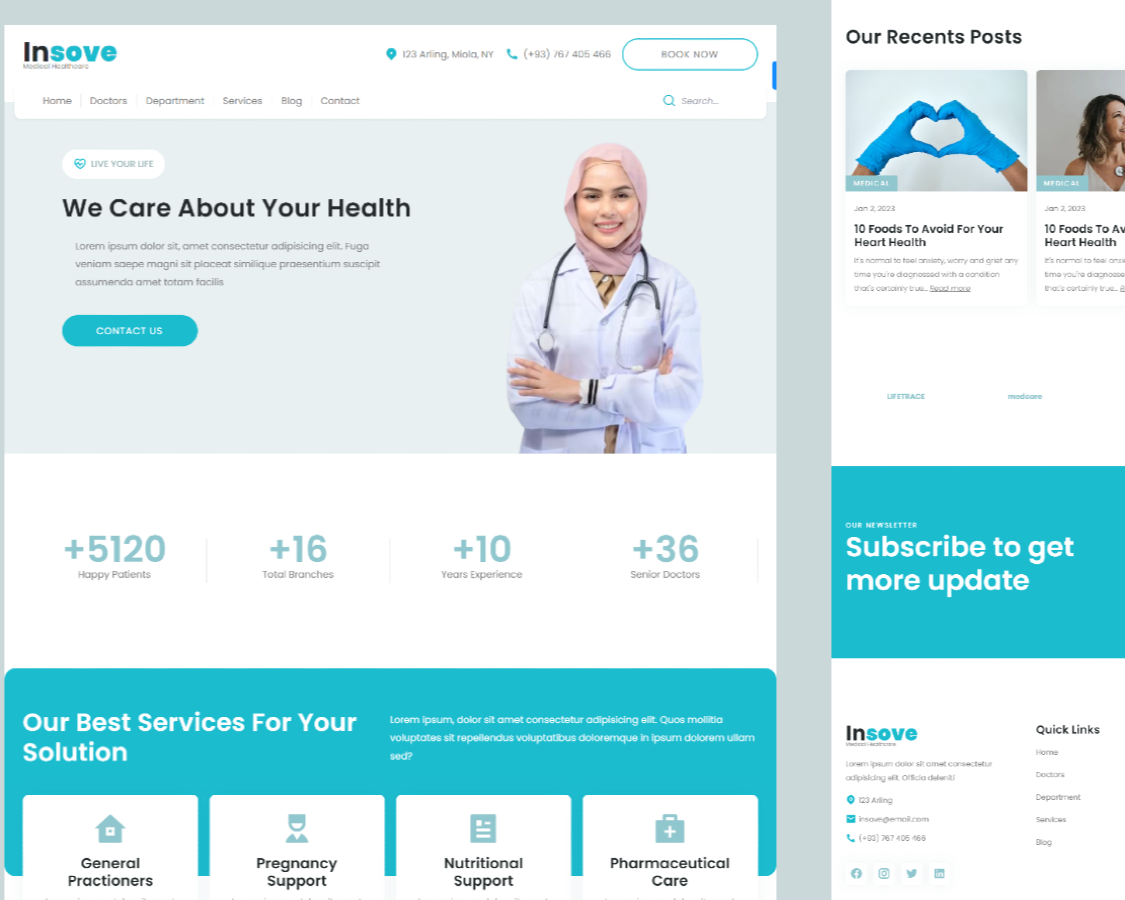 Insove
Medical Healthcare
123 Arling, Miola, NY
(+93) 767 405 466
BOOK NOW
Home
Doctors
Department
Services
Blog
Contact
Search...
LIVE YOUR LIFE
We Care About Your Health
Lorem ipsum dolor sit, amet consectetur adipisicing elit. Fuga
veniam saepe magni sit placeat similique praesentium suscipit
assumenda amet totam facilis
CONTACT US
+5120
Happy Patients
+16
Total Branches
+10
Years Experience
+36
Senior Doctors
Our Best Services For Your
Solution
Lorem ipsum, dolor sit amet consectetur adipisicing elit. Quos mollitia
voluptates sit repellendus voluptatibus doloremque in ipsum dolorem ullam
sed?
General
Practioners
Pregnancy
Support
Nutritional
Support
Pharmaceutical
Care
Our Recents Posts
MEDICAL
Jan 2, 2023
10 Foods To Avoid For Your
Heart Health
It's normal to feel anxiety, worry and grief any
time you're diagnosed with a condition
that's certainly true... Read more
MEDICAL
Jan 2, 2023
10 Foods To Av
Heart Health
It's normal to feel anxi
time you're diagnose
that's certainly true...
LIFETRACE
medcare
OUR NEWSLETTER
Subscribe to get
more update
Insove
Medical Healthcare
Lorem ipsum dolor sit amet consectetur
adipisicing elit. Officia deleniti
123 Arling
insove@email.com
(+93) 767 405 466
Quick Links
Home
Doctors
Department
Services
Blog